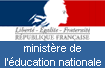 Liberté • Égalité • Fraternité
RÉPUBLIQUE FRANÇAISE
ministère de
l'éducation nationale